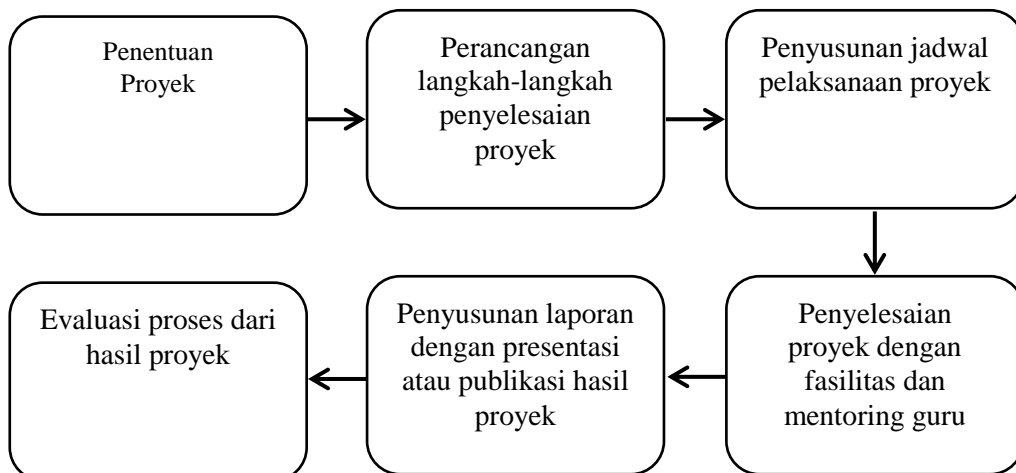 Penentuan
Proyek
Perancangan
langkah-langkah
penyelesaian
proyek
Penyusunan jadwal
pelaksanaan proyek
Penyelesaian
proyek dengan
fasilitas dan
mentoring guru
Penyusunan laporan
dengan presentasi
atau publikasi hasil
proyek
Evaluasi proses dari
hasil proyek